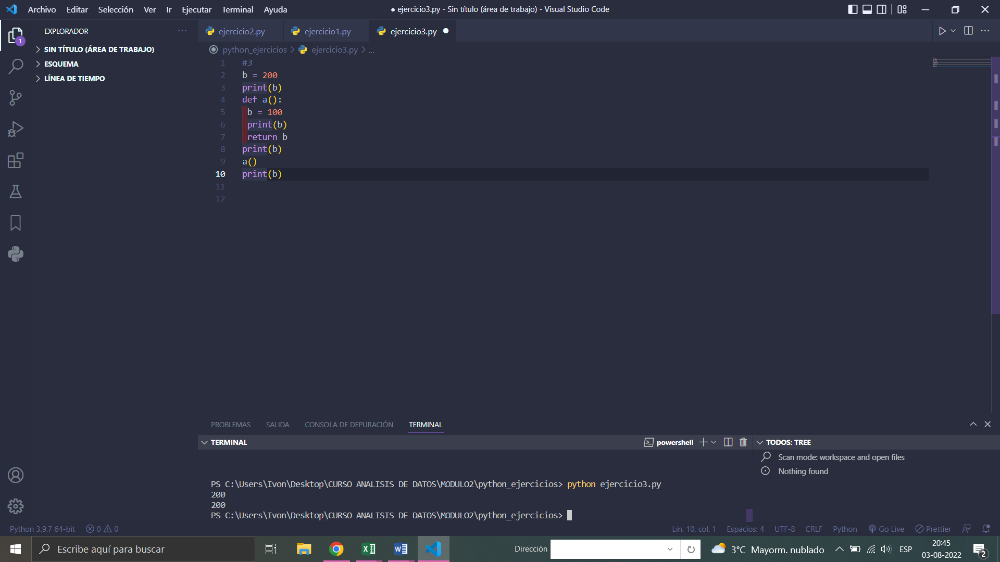 Archivo Editar Selección Ver Ir Ejecutar Terminal Ayuda
● ejercicio3.py - Sin título (área de trabajo) - Visual Studio Code
EXPLORADOR
1
SIN TÍTULO (ÁREA DE TRABAJO)
ESQUEMA
LÍNEA DE TIEMPO
ejercicio2.py
ejercicio1.py
ejercicio3.py
python_ejercicios > ejercicio3.py > ...
1 #3
2 b = 200
3 print(b)
4 def a():
5 b = 100
6 print(b)
7 return b
8 print(b)
9 a()
10 print(b)
11
12
PROBLEMAS SALIDA CONSOLA DE DEPURACIÓN TERMINAL
TERMINAL
powershell
TODOS: TREE
Scan mode: workspace and open files
Nothing found
PS C:\Users\Ivon\Desktop\CURSO ANALISIS DE DATOS\MODULO2\python_ejercicios> python ejercicio3.py
200
200
PS C:\Users\Ivon\Desktop\CURSO ANALISIS DE DATOS\MODULO2\python_ejercicios>
Python 3.9.7 64-bit 0 0
Lín. 10, col. 1 Espacios: 4 UTF-8 CRLF Python Go Live Prettier
Escribe aquí para buscar
Dirección
3°C Mayorm. nublado
ESP
20:45
03-08-2022
2